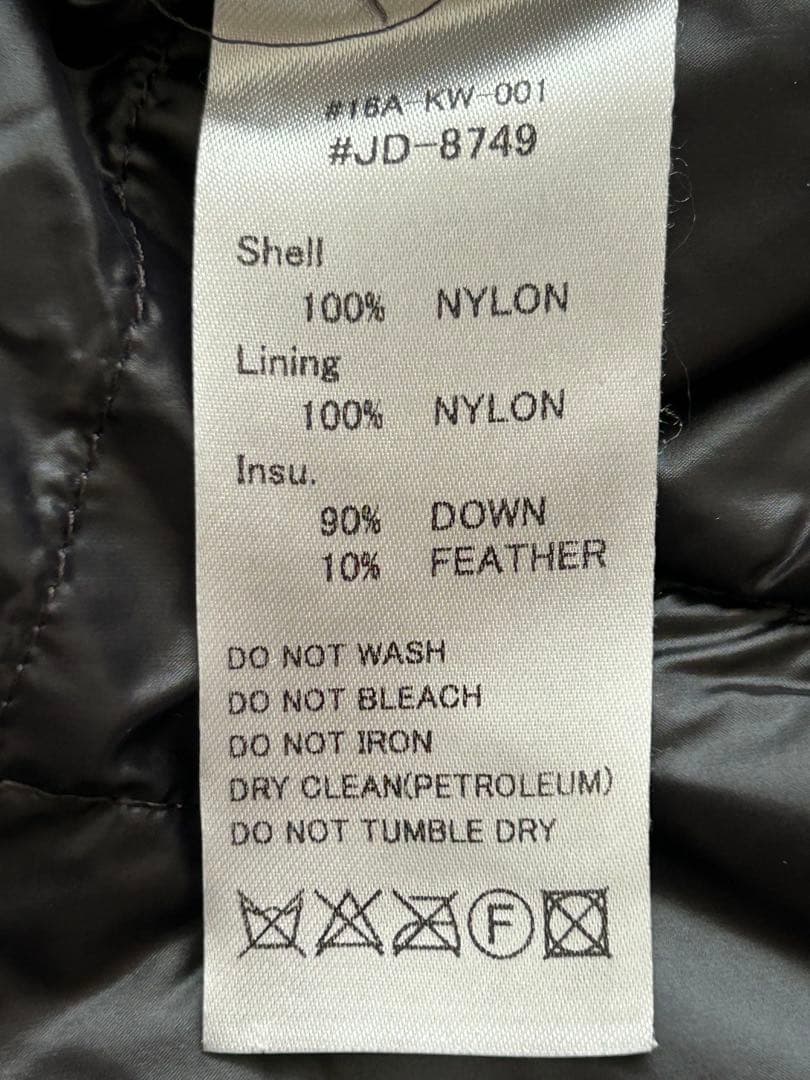 #16A-KW-001
#JD-8749
Shell
100% NYLON
Lining
100% NYLON
Insu.
90% DOWN
10% FEATHER
DO NOT WASH
DO NOT BLEACH
DO NOT IRON
DRY CLEAN(PETROLEUM)
DO NOT TUMBLE DRY
F